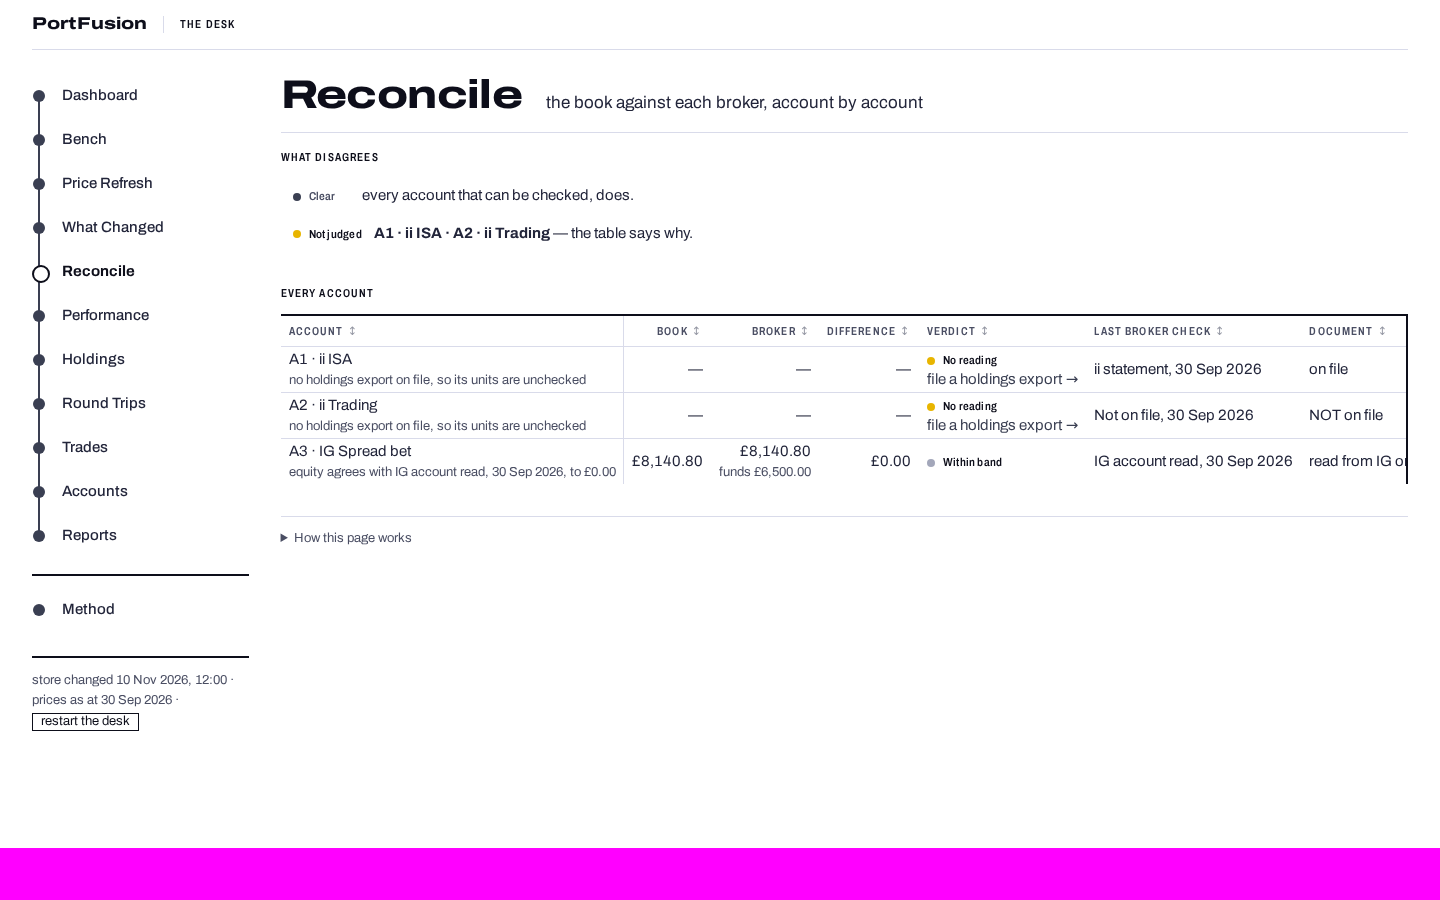 PortFusion THE DESK
Dashboard
Bench
Price Refresh
What Changed
Reconcile
Performance
Holdings
Round Trips
Trades
Accounts
Reports
Method
store changed 10 Nov 2026, 12:00 ·
prices as at 30 Sep 2026 ·
restart the desk
Reconcile the book against each broker, account by account
WHAT DISAGREES
Clear every account that can be checked, does.
Not judged A1 · ii ISA · A2 · ii Trading — the table says why.
EVERY ACCOUNT
ACCOUNT ↕ BOOK ↕ BROKER ↕ DIFFERENCE ↕ VERDICT ↕ LAST BROKER CHECK ↕ DOCUMENT ↕
A1 · ii ISA
no holdings export on file, so its units are unchecked
— — —
No reading
file a holdings export →
ii statement, 30 Sep 2026 on file
A2 · ii Trading
no holdings export on file, so its units are unchecked
— — —
No reading
file a holdings export →
Not on file, 30 Sep 2026 NOT on file
A3 · IG Spread bet
equity agrees with IG account read, 30 Sep 2026, to £0.00
£8,140.80
£8,140.80
funds £6,500.00
£0.00
Within band
IG account read, 30 Sep 2026 read from IG
▶ How this page works